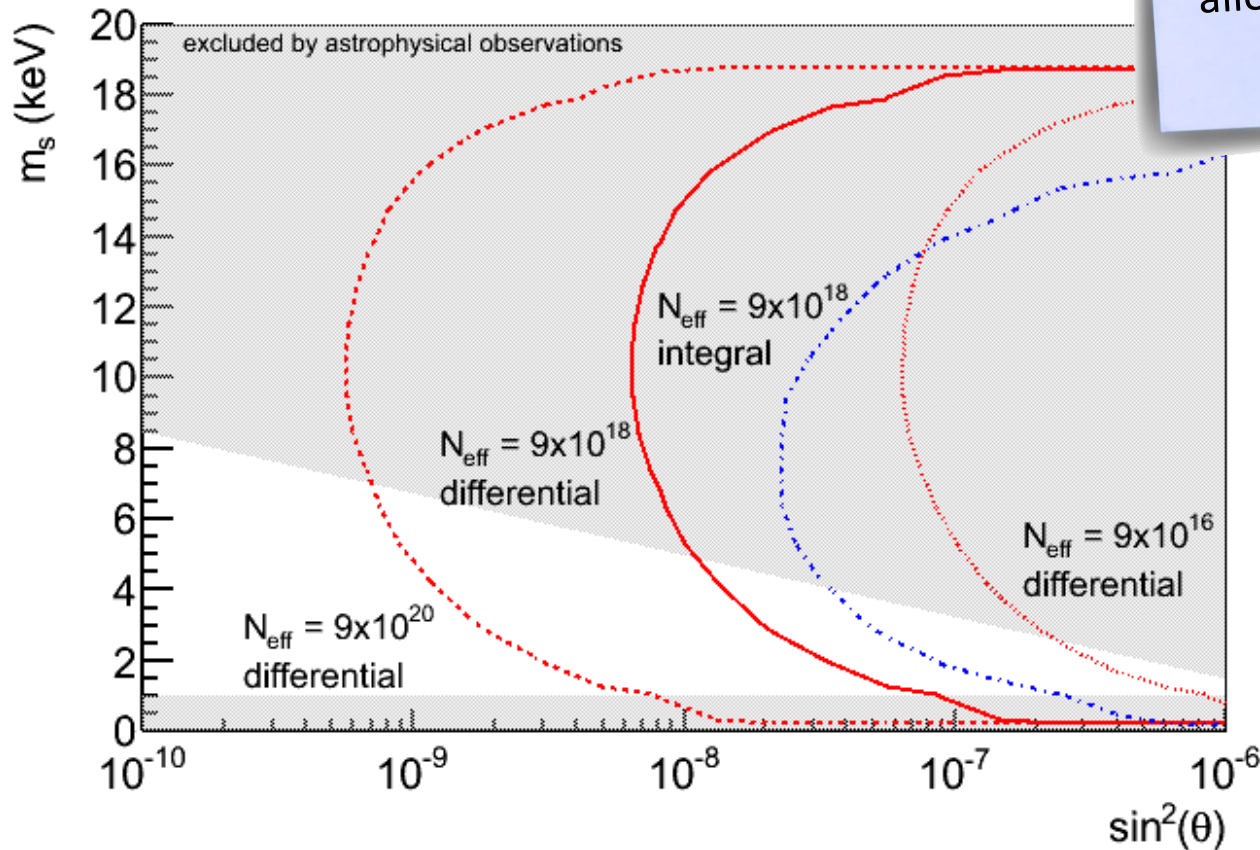 allo
excluded by astrophysical observations
m_s (keV)
20
18
16
14
12
10
8
6
4
2
0
N_eff = 9x10^18
integral
N_eff = 9x10^18
differential
N_eff = 9x10^16
differential
N_eff = 9x10^20
differential
10^-10
10^-9
10^-8
10^-7
10^-6
sin^2(θ)